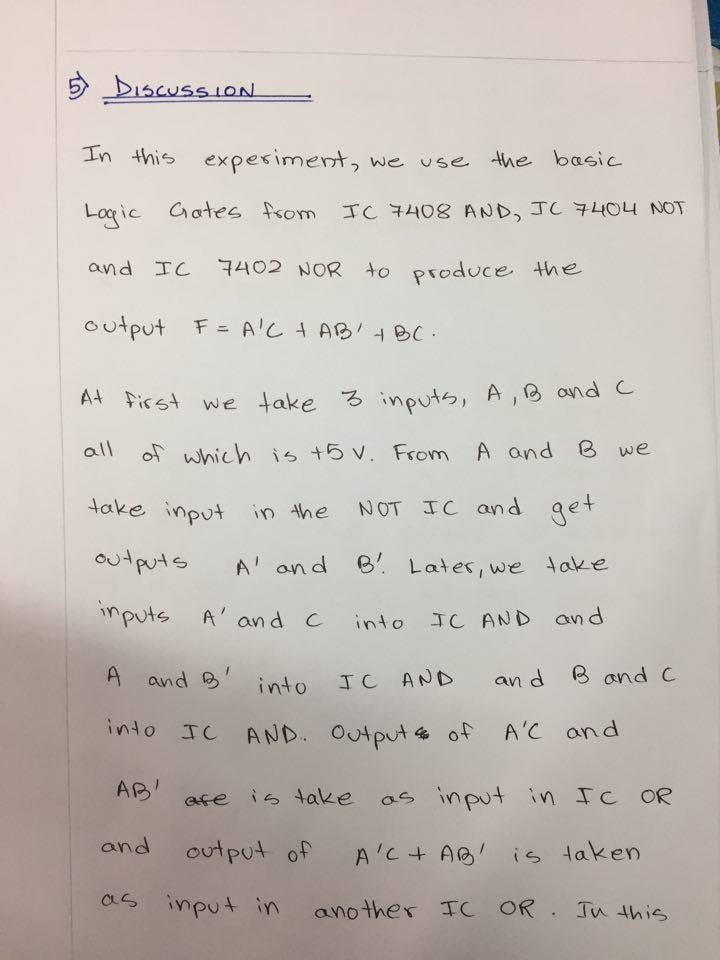 5) DISCUSSION
In this experiment, we use the basic
Logic Gates from IC 7408 AND, IC 7404 NOT
and IC 7402 NOR to produce the
output F = A'C + AB' + BC.
At first we take 3 inputs, A, B and C
all of which is +5 V. From A and B we
take input in the NOT IC and get
outputs A' and B'. Later, we take
inputs A' and C into IC AND and
A and B' into IC AND and B and C
into IC AND. Output of A'C and
AB' are is take as input in IC OR
and output of A'C + AB' is taken
as input in another IC OR. In this